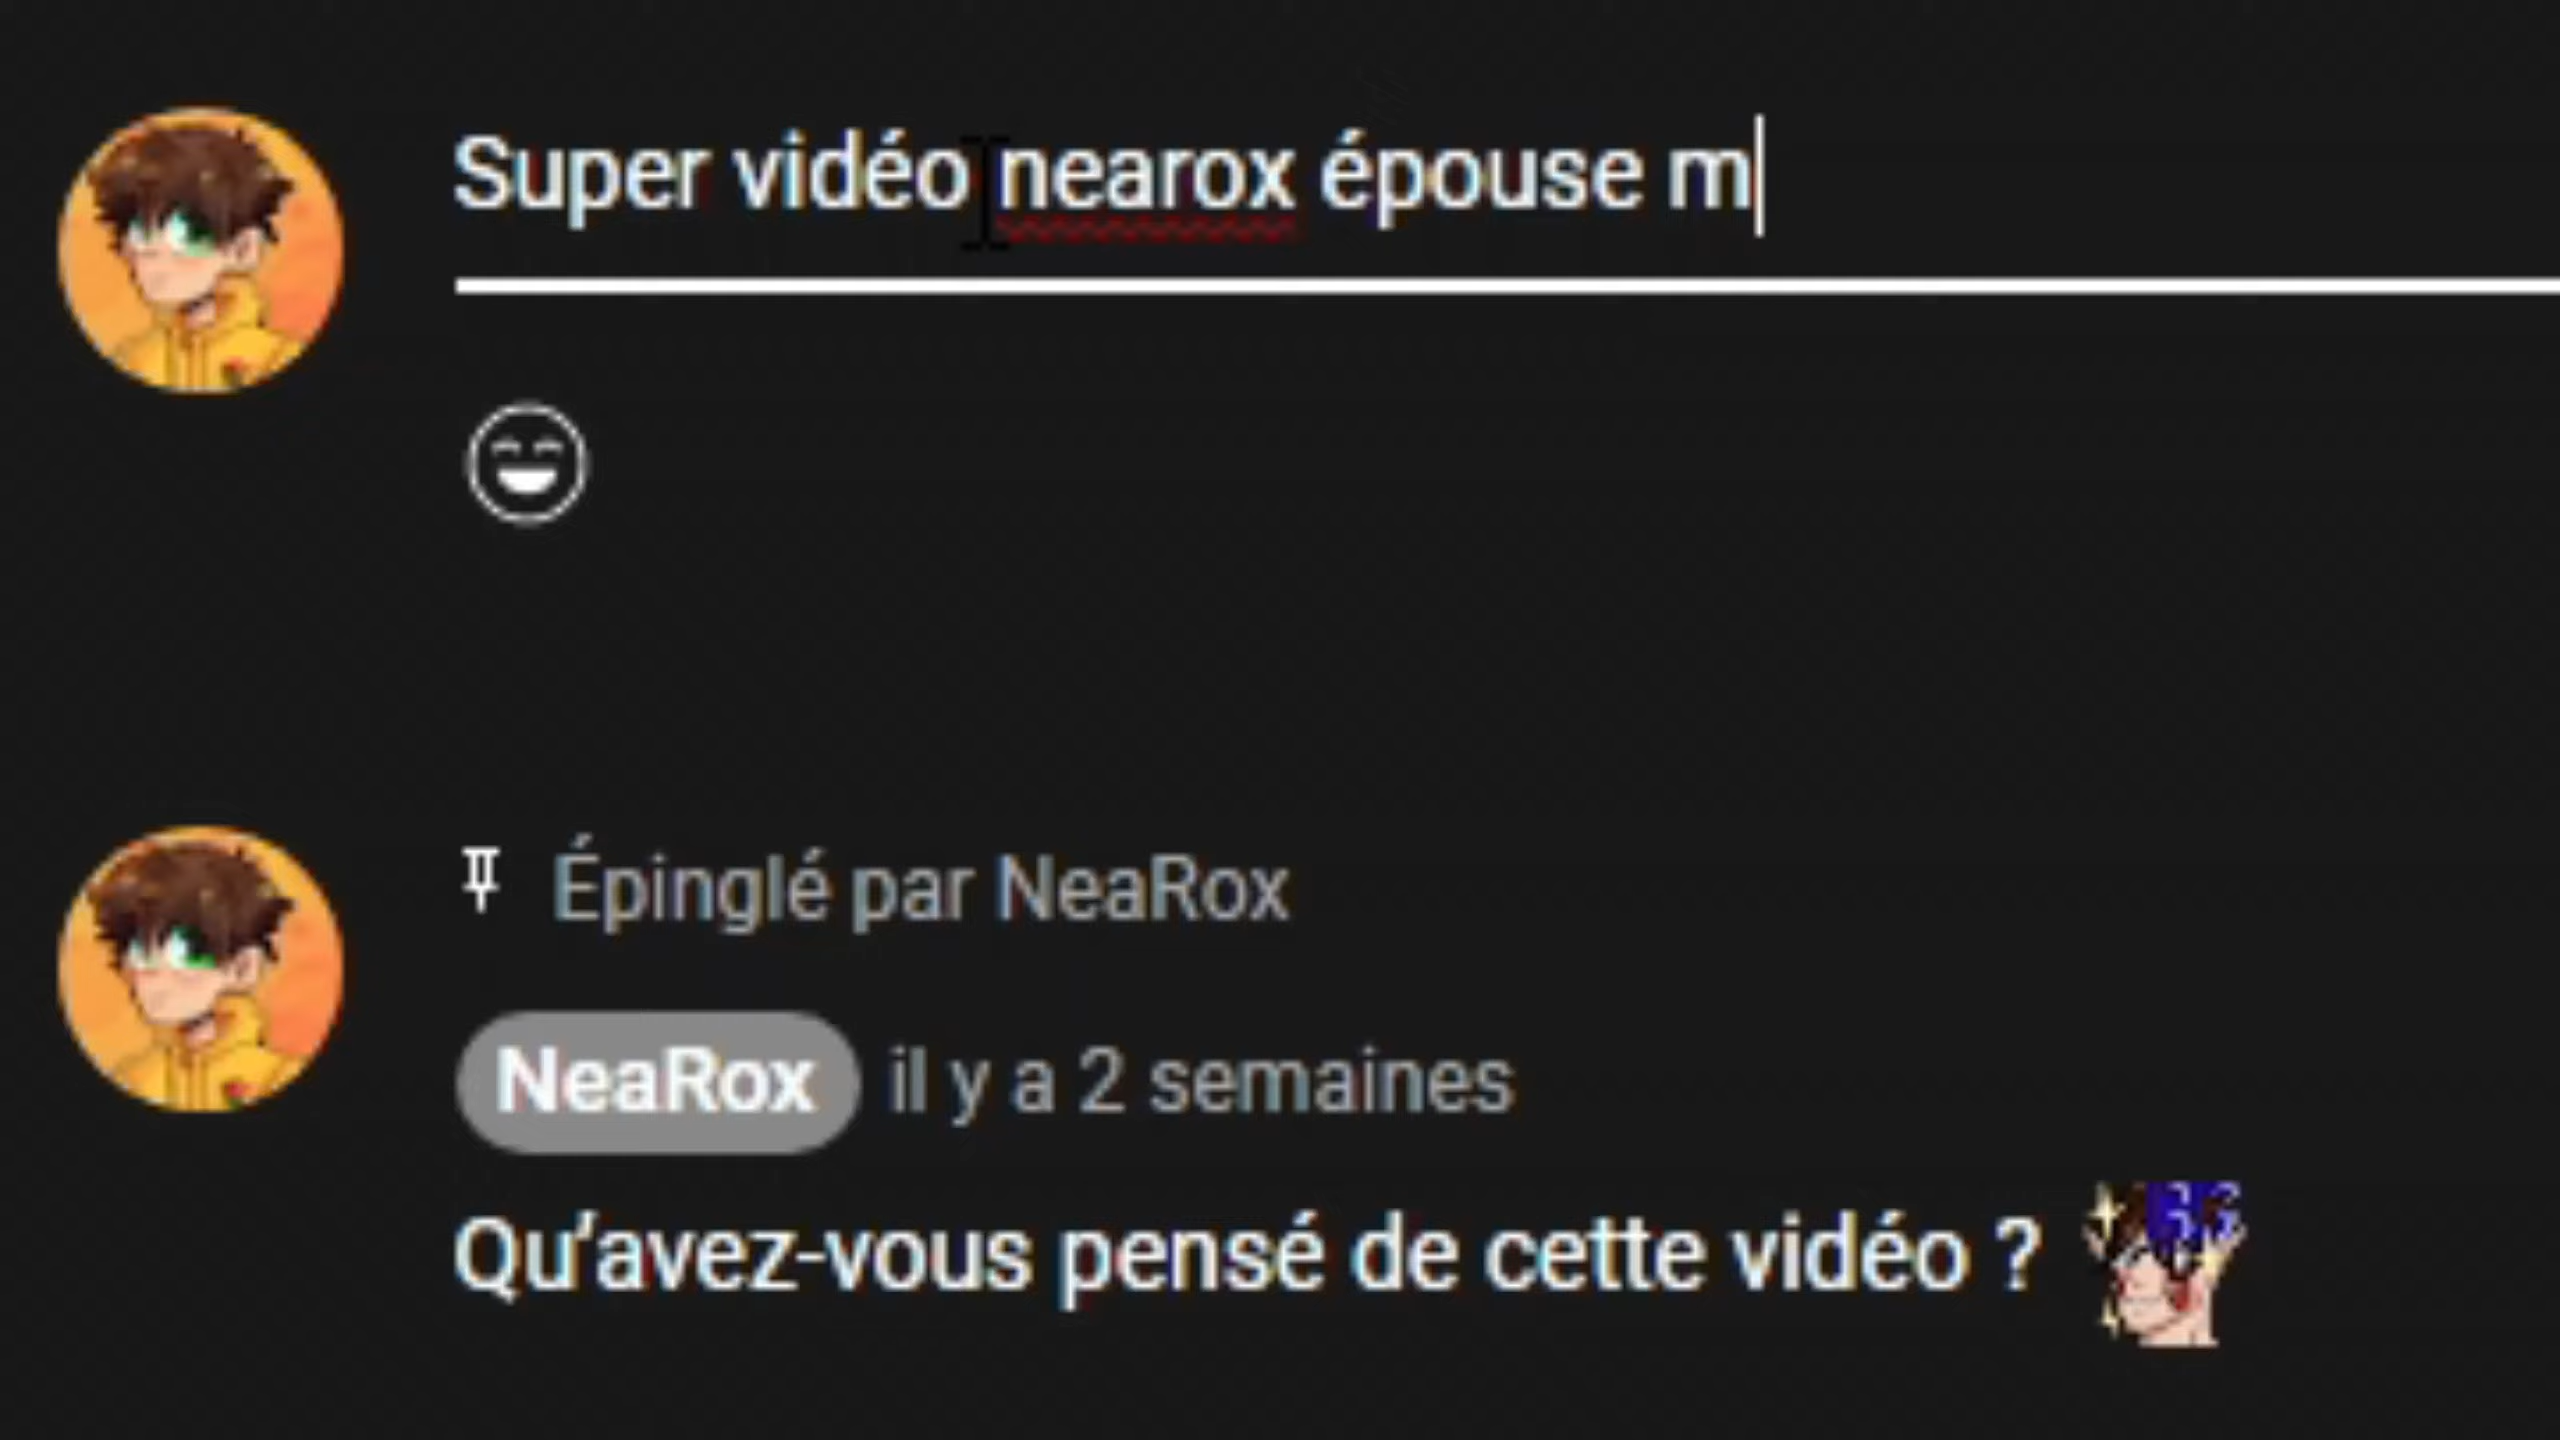 Super vidéo nearox épouse m
Épinglé par NeaRox
NeaRox il y a 2 semaines
Qu'avez-vous pensé de cette vidéo ?